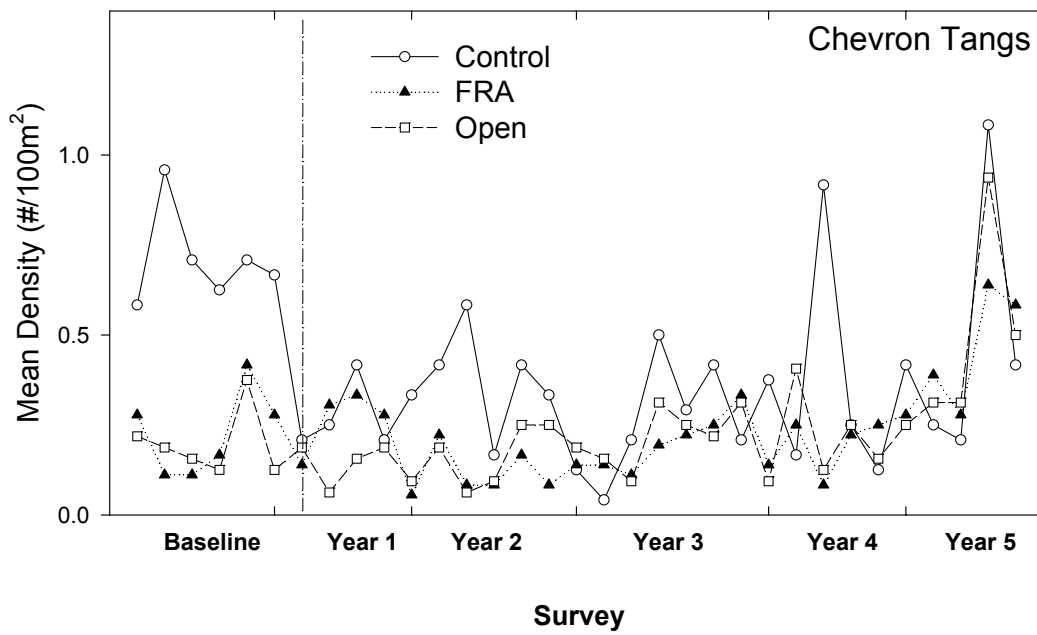 Chevron Tangs
Control
FRA
Open
Mean Density (#/100m²)
1.0
0.5
0.0
Baseline Year 1 Year 2 Year 3 Year 4 Year 5
Survey